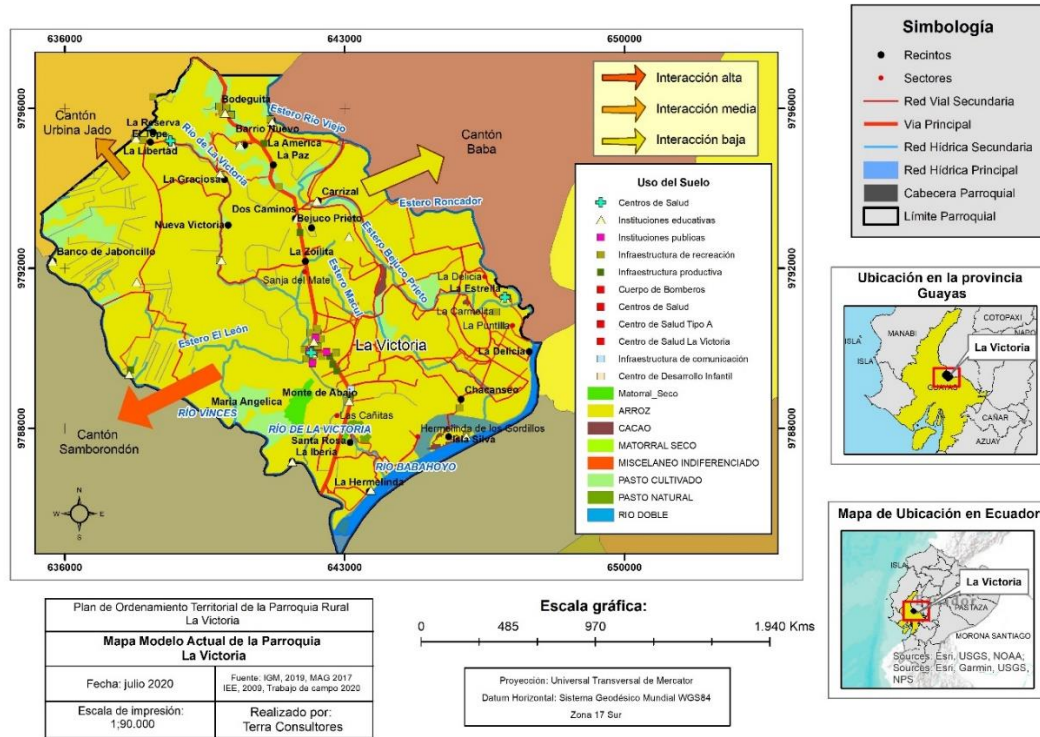 636000
643000
650000
9796000
9792000
9788000
Cantón
Urbina Jado
Cantón
Baba
Cantón
Samborondón
Bodeguita
Estero Rio Viejo
La Reserva
El Tope
La Libertad
Barrio Nuevo
La America
La Paz
Rio de La Victoria
La Graciosa
Carrizal
Dos Caminos
Bejuco Prieto
Estero Roncador
Nueva Victoria
Banco de Jaboncillo
La Zoilita
Sanja del Mate
Estero Macul
Estero Bejuco Prieto
La Delicia
La Estrella
La Carmelita
La Puntilla
Estero El León
La Victoria
La Delicia
Monte de Abajo
Maria Angelica
Chacanseo
RÍO VINCES
Las Cañitas
RÍO DE LA VICTORIA
Hermelinda de los Gordillos
Isla Silva
Santa Rosa
La Iberia
RIO BABAHOYO
La Hermelinda
N
W
E
S
Interacción alta
Interacción media
Interacción baja
Uso del Suelo
Centros de Salud
Instituciones educativas
Instituciones publicas
Infraestructura de recreación
Infraestructura productiva
Cuerpo de Bomberos
Centros de Salud
Centro de Salud Tipo A
Centro de Salud La Victoria
Infraestructura de comunicación
Centro de Desarrollo Infantil
Matorral_Seco
ARROZ
CACAO
MATORRAL SECO
MISCELANEO INDIFERENCIADO
PASTO CULTIVADO
PASTO NATURAL
RIO DOBLE
636000
643000
650000
Simbología
Recintos
Sectores
Red Vial Secundaria
Via Principal
Red Hídrica Secundaria
Red Hídrica Principal
Cabecera Parroquial
Límite Parroquial
Ubicación en la provincia
Guayas
COTOPAXI
NAPO
MANABI
ISLA
ISLA
La Victoria
GUAYAS
CAÑAR
AZUAY
Mapa de Ubicación en Ecuador
ISLA
La Victoria
PASTAZA
MORONA SANTIAGO
Sources: Esri, USGS, NOAA;
Sources: Esri, Garmin, USGS,
NPS
Plan de Ordenamiento Territorial de la Parroquia Rural
La Victoria
Mapa Modelo Actual de la Parroquia
La Victoria
Fecha: julio 2020
Fuente: IGM, 2019, MAG 2017
IEE, 2009, Trabajo de campo 2020
Escala de impresión:
1;90.000
Realizado por:
Terra Consultores
Escala gráfica:
0 485 970 1.940 Kms
Proyección: Universal Transversal de Mercator
Datum Horizontal: Sistema Geodésico Mundial WGS84
Zona 17 Sur